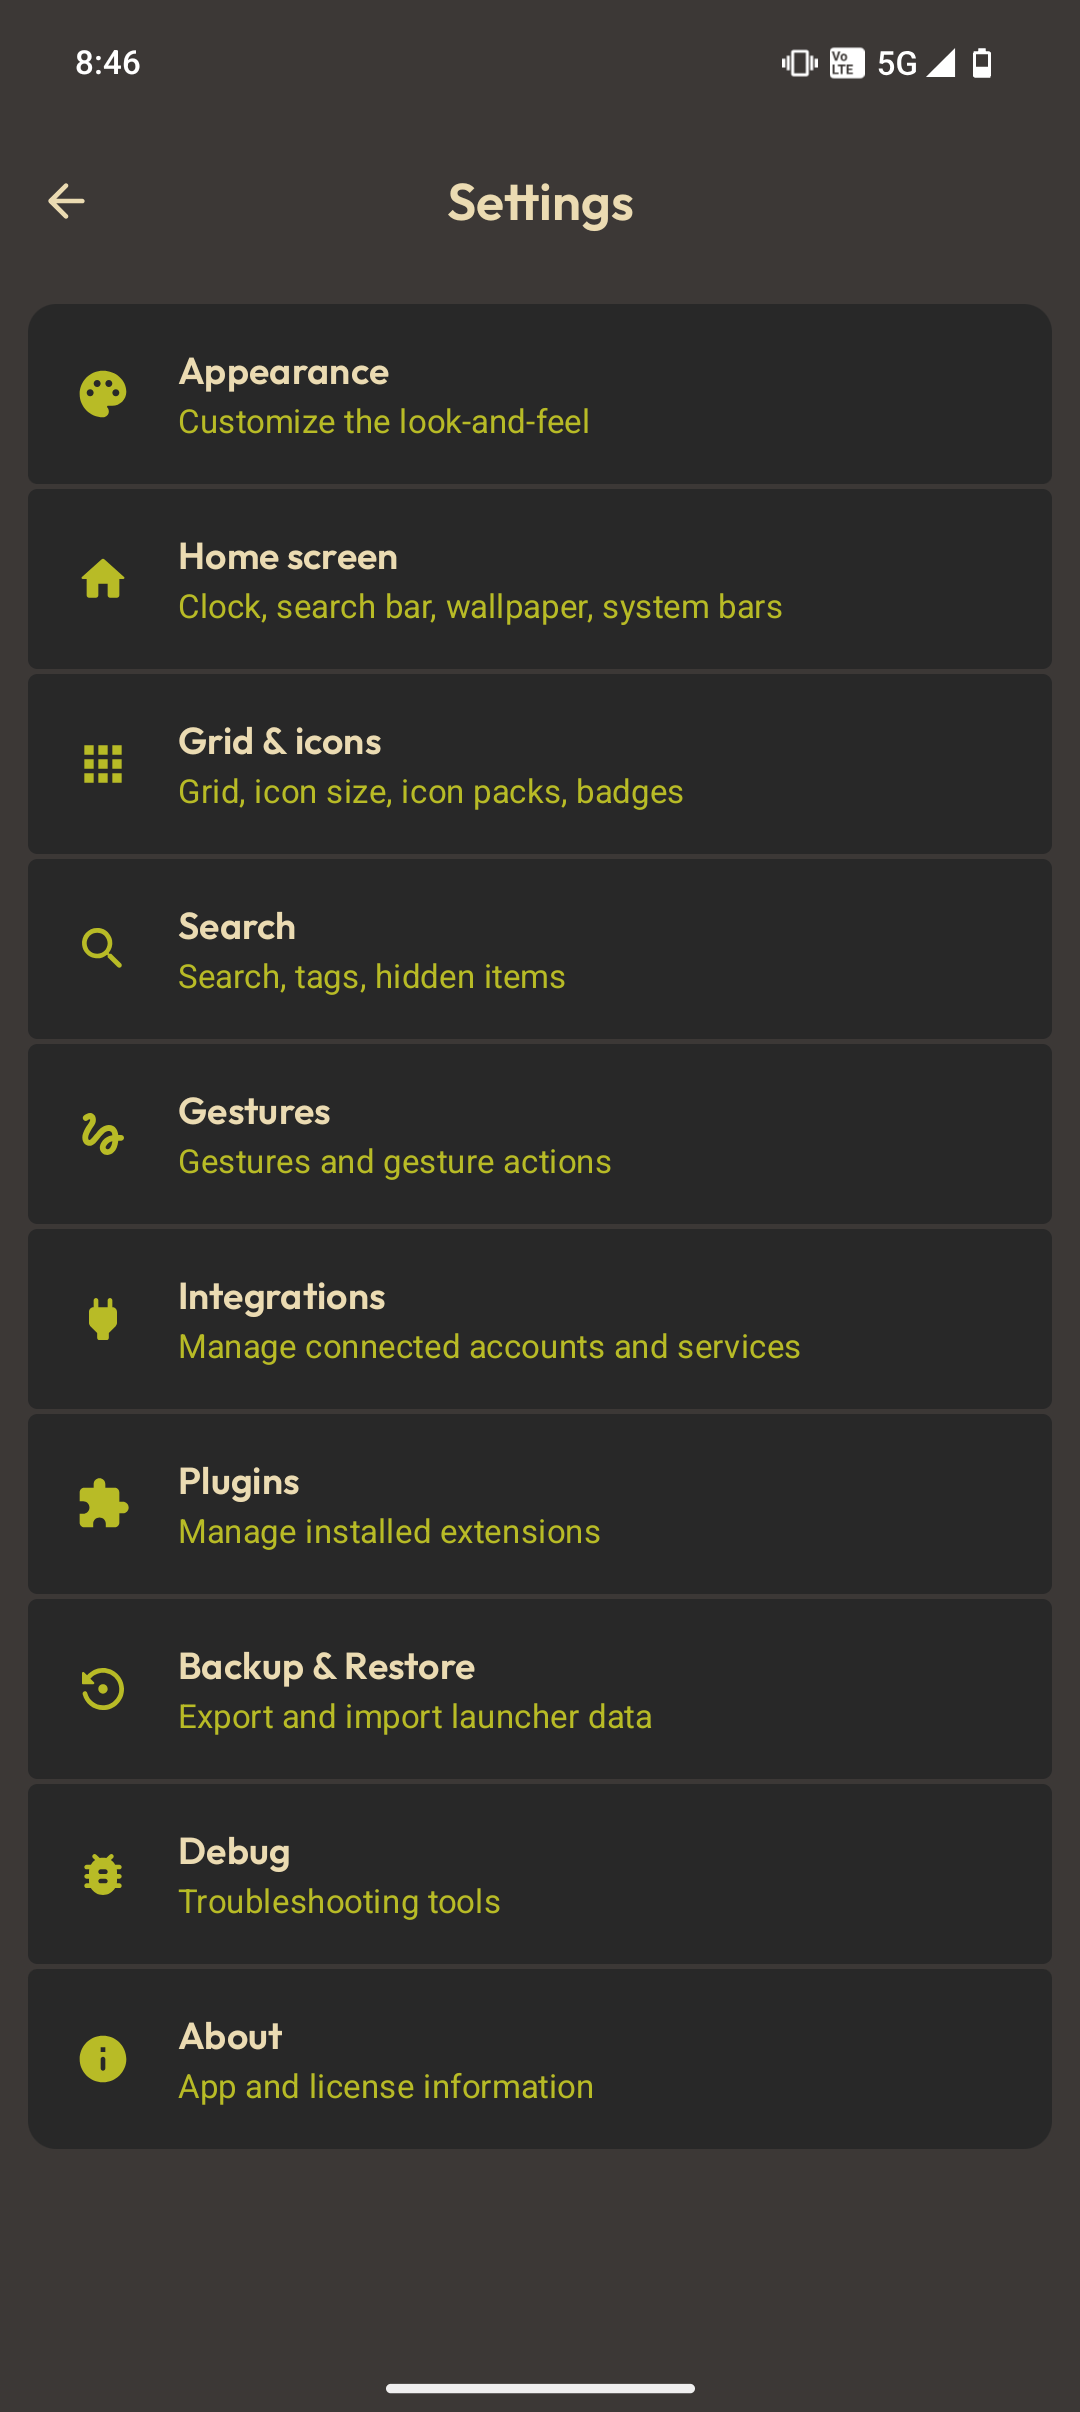 8:46
Vo LTE 5G
Settings
Appearance
Customize the look-and-feel
Home screen
Clock, search bar, wallpaper, system bars
Grid & icons
Grid, icon size, icon packs, badges
Search
Search, tags, hidden items
Gestures
Gestures and gesture actions
Integrations
Manage connected accounts and services
Plugins
Manage installed extensions
Backup & Restore
Export and import launcher data
Debug
Troubleshooting tools
About
App and license information